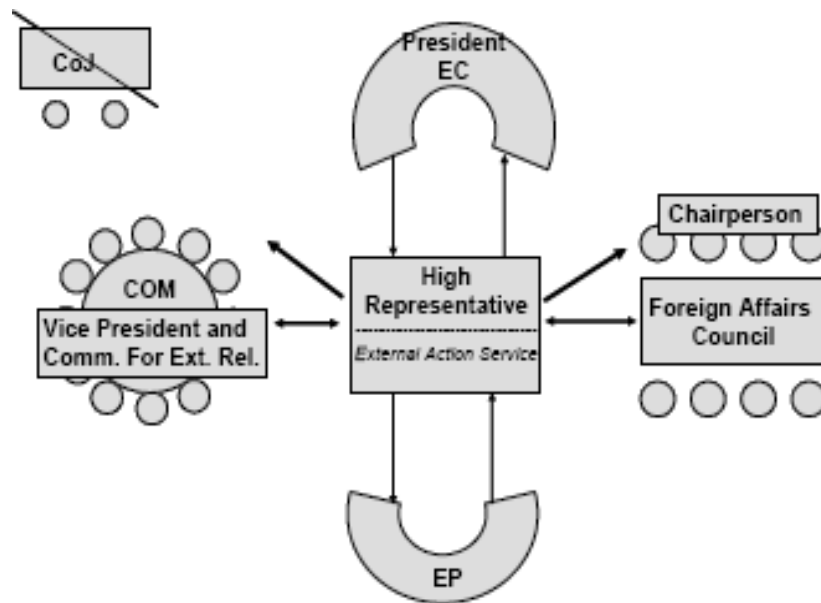 CoJ
President
EC
Chairperson
COM
Vice President and
Comm. For Ext. Rel.
High
Representative
External Action Service
Foreign Affairs
Council
EP